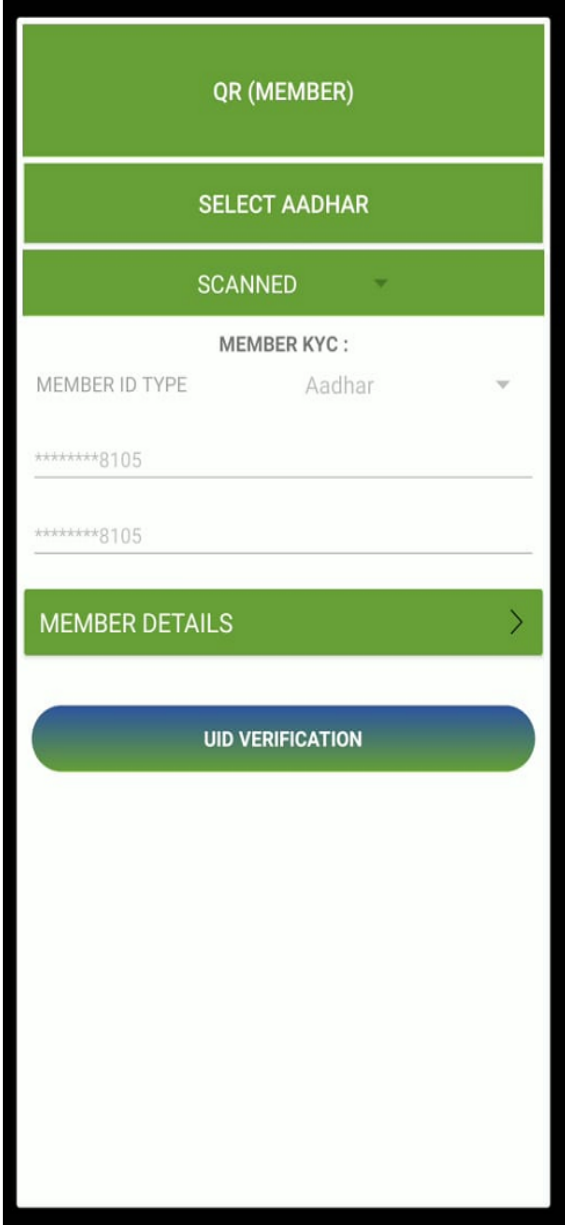 QR (MEMBER)
SELECT AADHAR
SCANNED
MEMBER KYC :
MEMBER ID TYPE Aadhar
********8105
********8105
MEMBER DETAILS
UID VERIFICATION